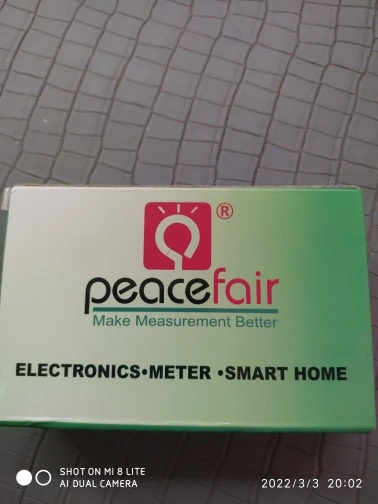 ®
peacefair
Make Measurement Better
ELECTRONICS•METER •SMART HOME
SHOT ON MI 8 LITE
AI DUAL CAMERA
2022/3/3 20:02